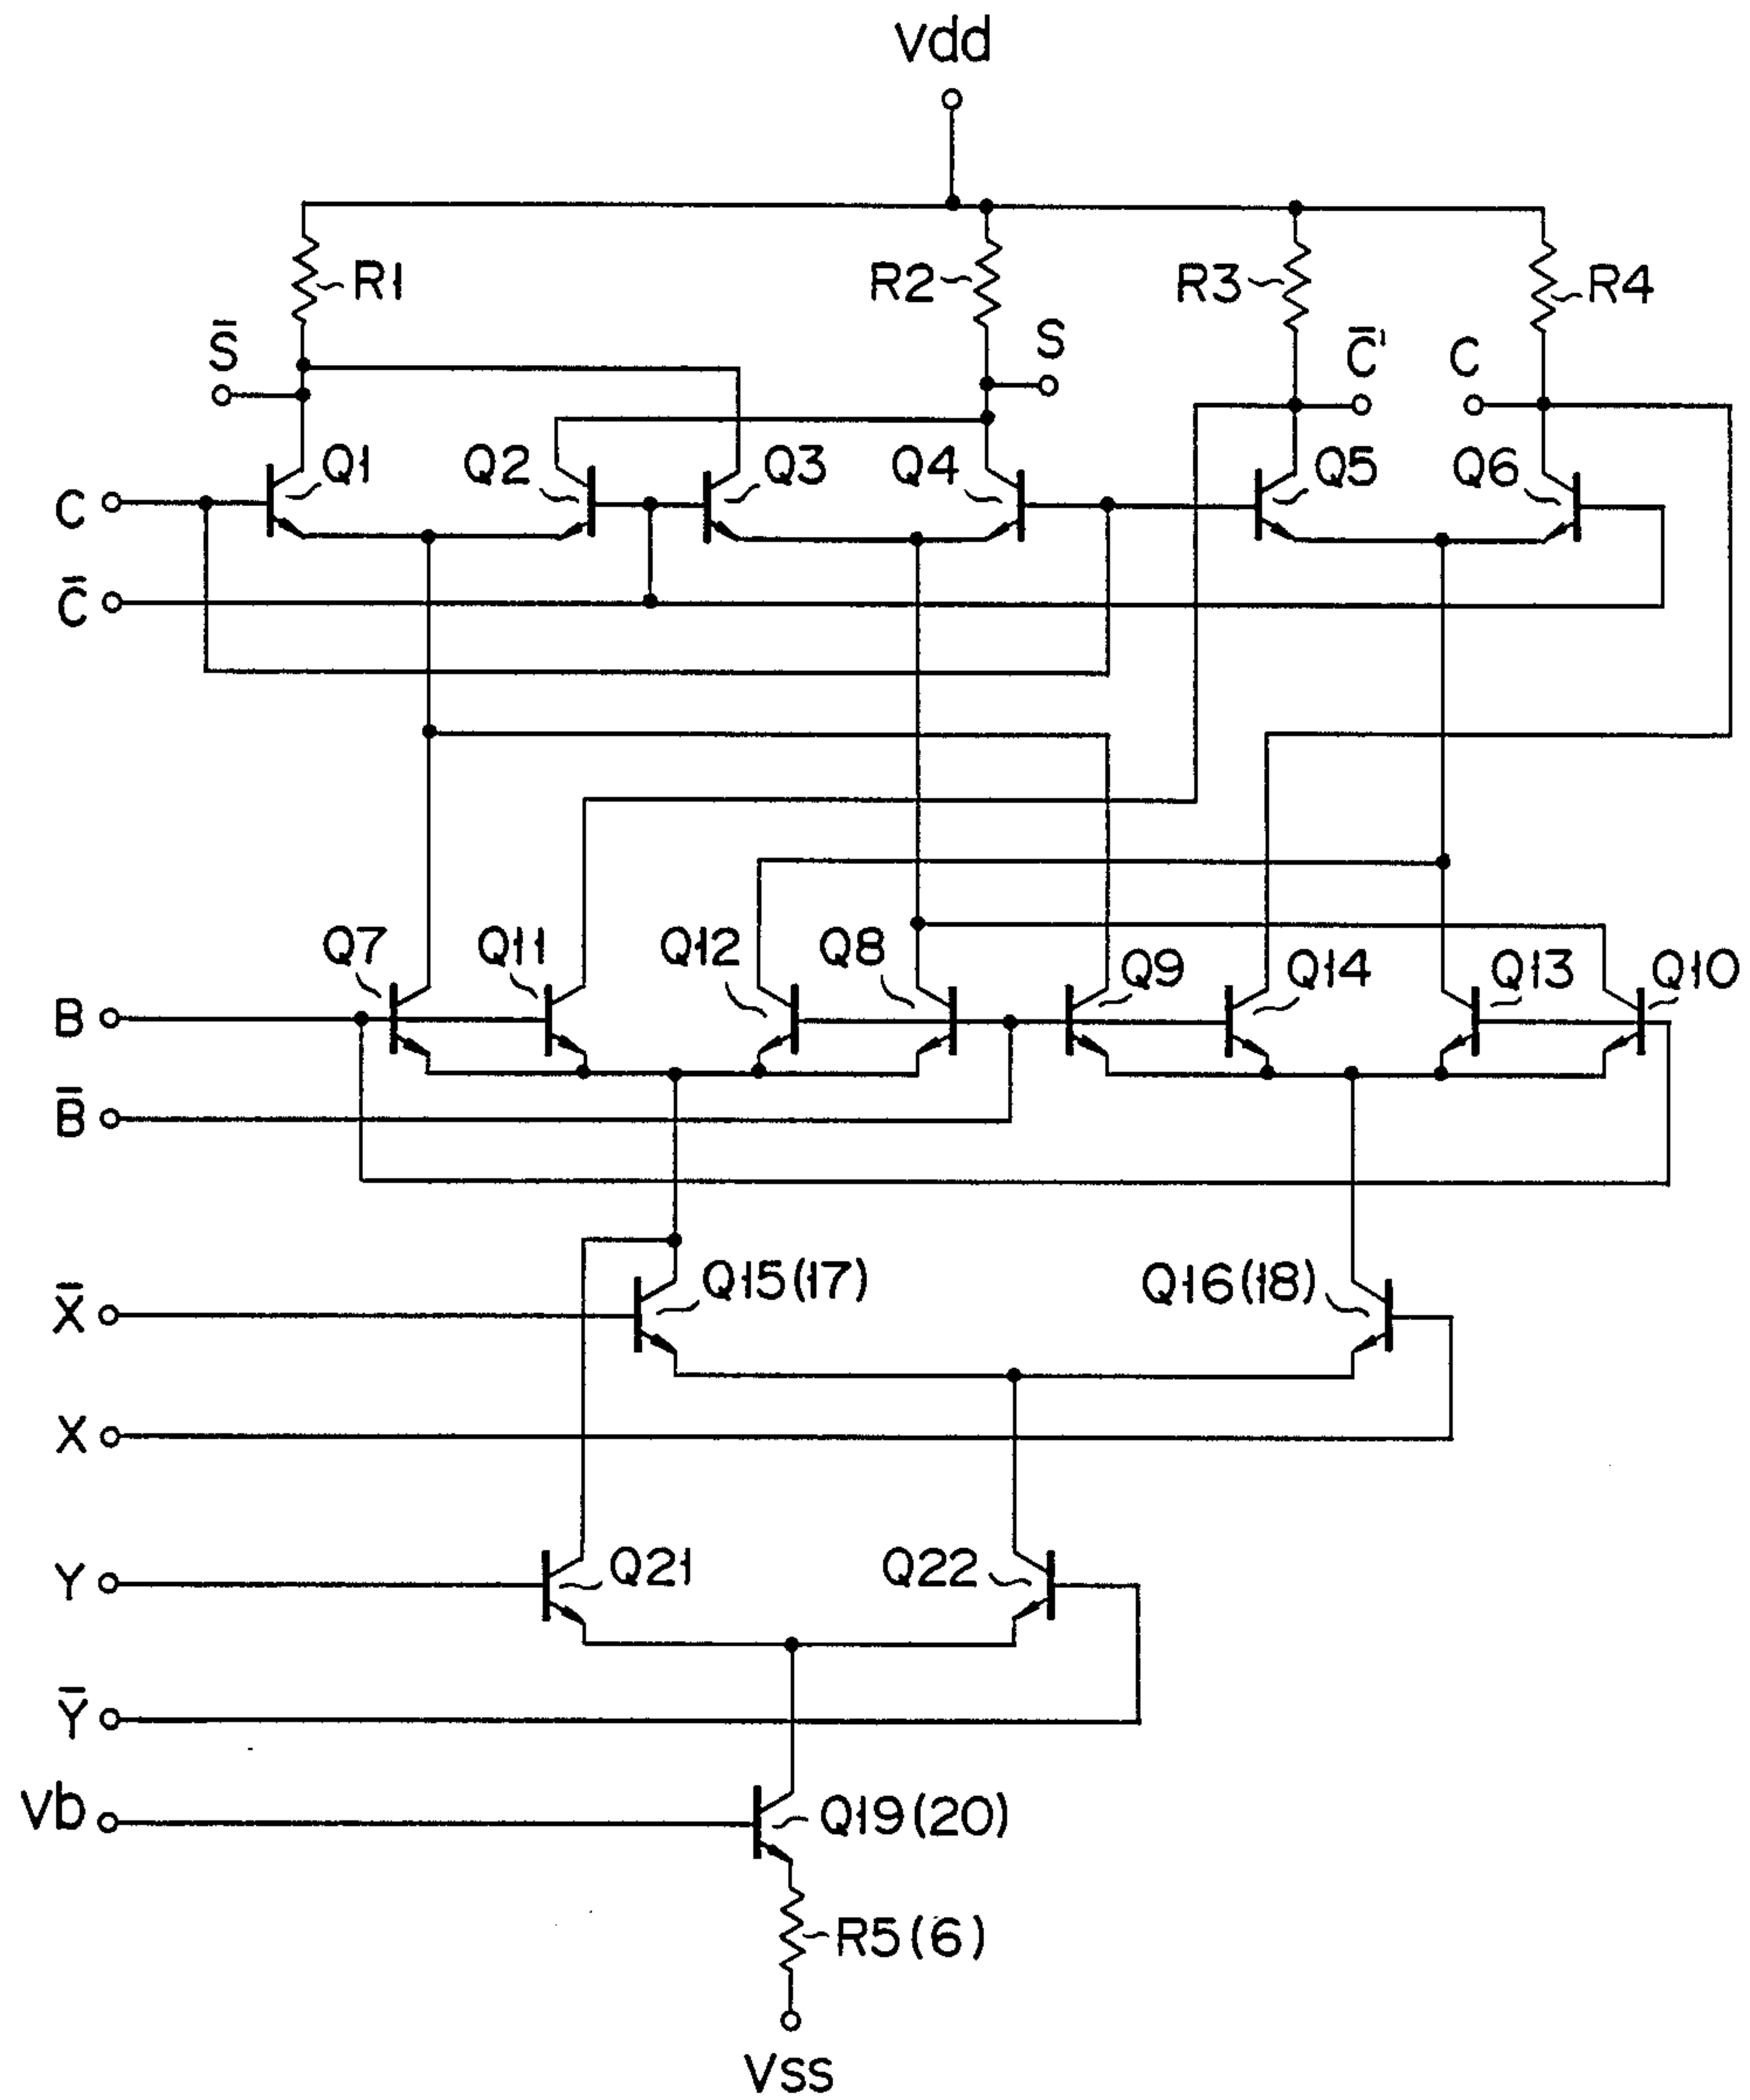 Vdd
R1
R2
R3
R4
S̄
S
C̄'
C
Q1
Q2
Q3
Q4
Q5
Q6
C
C̄
Q7
Q11
Q12
Q8
Q9
Q14
Q13
Q10
B
B̄
Q15(17)
Q16(18)
X̄
X
Q21
Q22
Y
Ȳ
Vb
Q19(20)
R5(6)
Vss